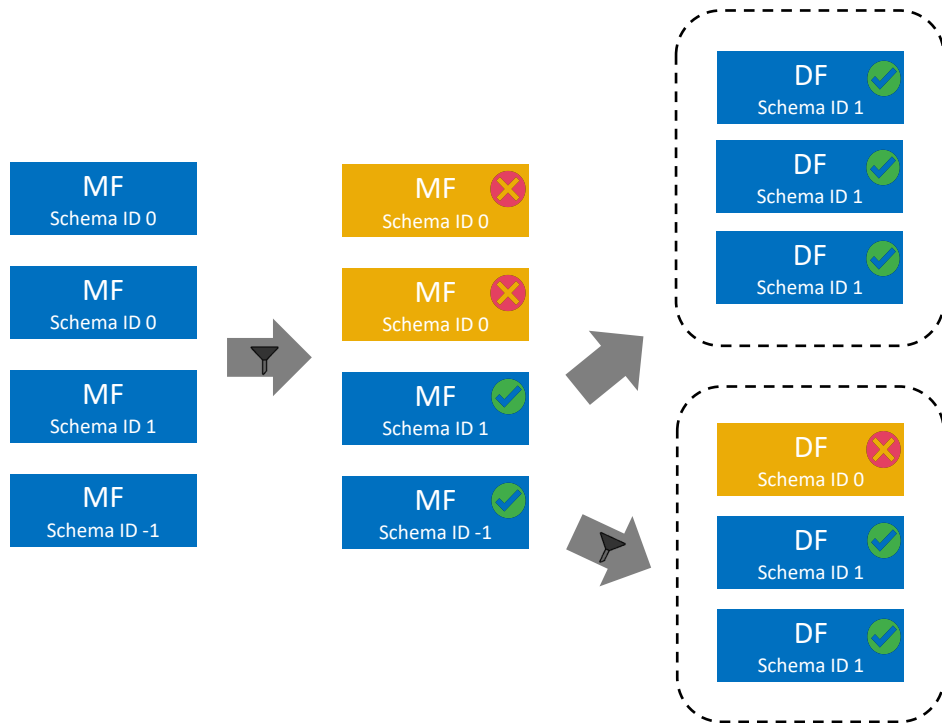 MF
Schema ID 0
MF
Schema ID 0
MF
Schema ID 1
MF
Schema ID -1
MF
Schema ID 0
MF
Schema ID 0
MF
Schema ID 1
MF
Schema ID -1
DF
Schema ID 1
DF
Schema ID 1
DF
Schema ID 1
DF
Schema ID 0
DF
Schema ID 1
DF
Schema ID 1